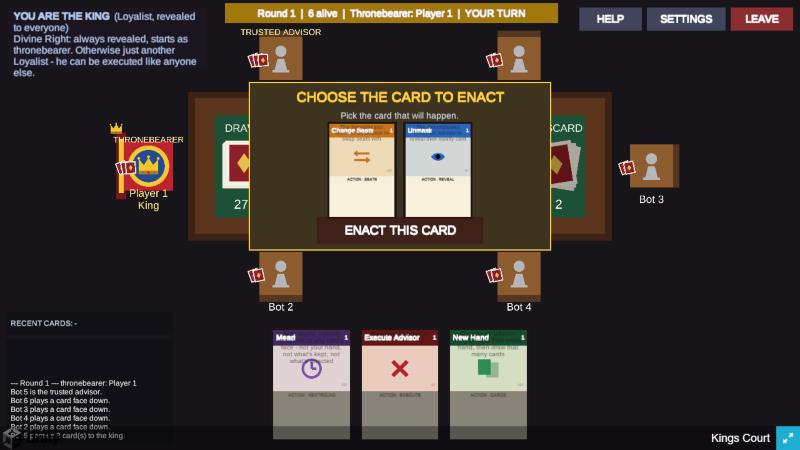 YOU ARE THE KING (Loyalist, revealed
to everyone)
Divine Right: always revealed, starts as
thronebearer. Otherwise just another
Loyalist - he can be executed like anyone
else.
Round 1 | 6 alive | Thronebearer: Player 1 | YOUR TURN
HELP
SETTINGS
LEAVE
TRUSTED ADVISOR
CHOOSE THE CARD TO ENACT
Pick the card that will happen.
Change Seats 1
ACTION · SEATS
Unmask 1
ACTION · REVEAL
ENACT THIS CARD
THRONEBEARER
Player 1
King
DRA
27
SCARD
2
Bot 3
Bot 2
Bot 4
RECENT CARDS: -
Mead 1
Execute Advisor 1
ACTION · EXECUTE
New Hand 1
ACTION · CARDS
--- Round 1 --- thronebearer: Player 1
Bot 5 is the trusted advisor.
Bot 6 plays a card face down.
Bot 3 plays a card face down.
Bot 4 plays a card face down.
Bot 2 plays a card face down.
card(s) to the king.
Kings Court